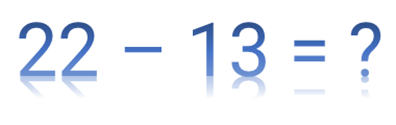 22 − 13 = ?